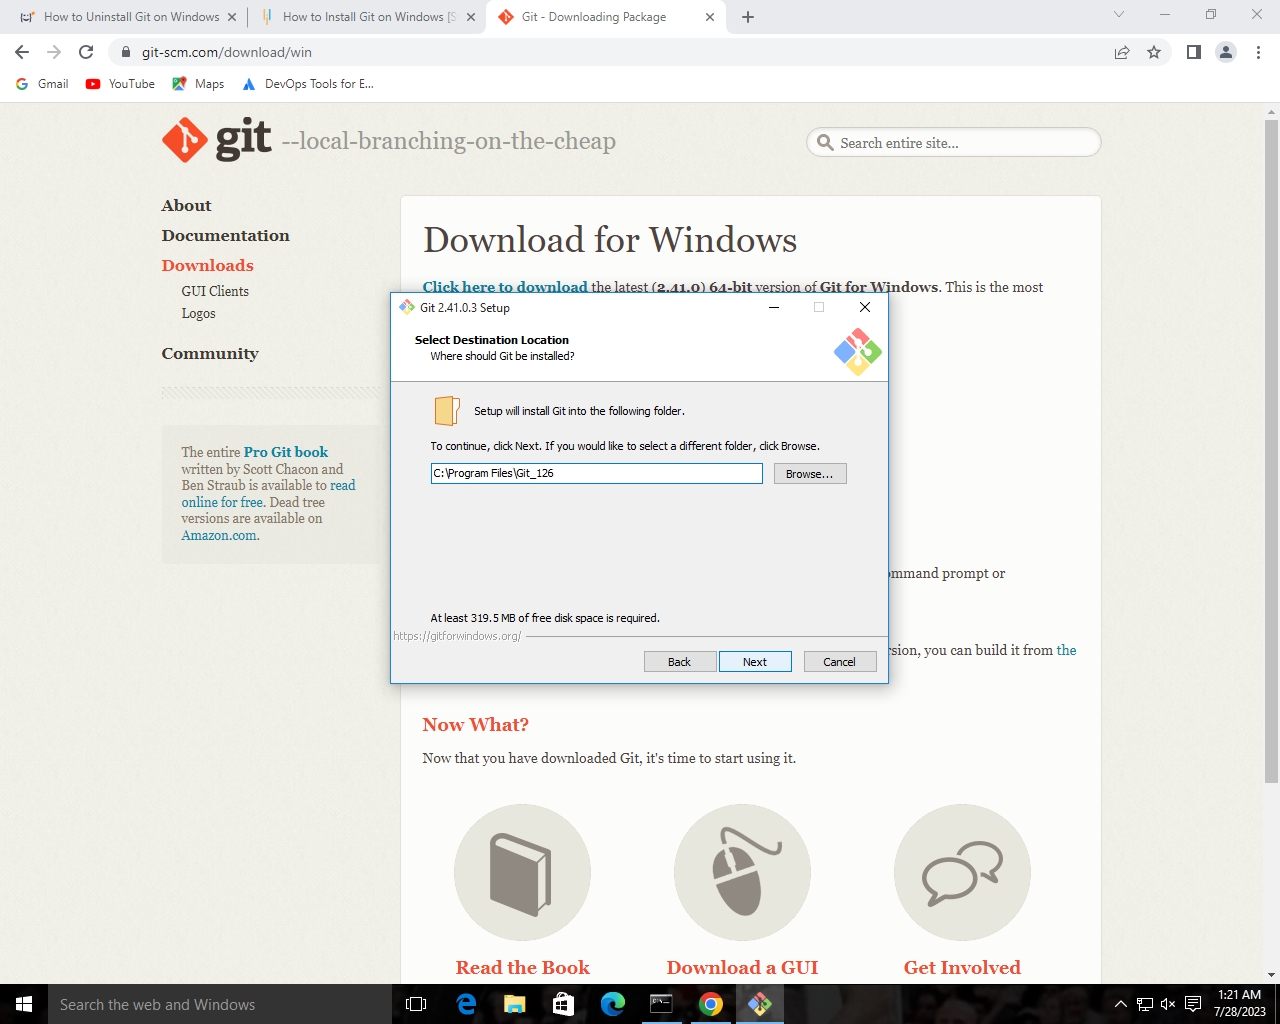 How to Uninstall Git on Windows
How to Install Git on Windows [S
Git - Downloading Package
git-scm.com/download/win
Gmail
YouTube
Maps
DevOps Tools for E...
git --local-branching-on-the-cheap
Search entire site...
About
Documentation
Downloads
GUI Clients
Logos
Community
The entire Pro Git book
written by Scott Chacon and
Ben Straub is available to read
online for free. Dead tree
versions are available on
Amazon.com.
Download for Windows
Click here to download the latest (2.41.0) 64-bit version of Git for Windows. This is the most
Git 2.41.0.3 Setup
Select Destination Location
Where should Git be installed?
Setup will install Git into the following folder.
To continue, click Next. If you would like to select a different folder, click Browse.
C:\Program Files\Git_126
Browse...
At least 319.5 MB of free disk space is required.
https://gitforwindows.org/
Back
Next
Cancel
ommand prompt or
rsion, you can build it from the
Now What?
Now that you have downloaded Git, it's time to start using it.
Read the Book
Download a GUI
Get Involved
Search the web and Windows
1:21 AM
7/28/2023